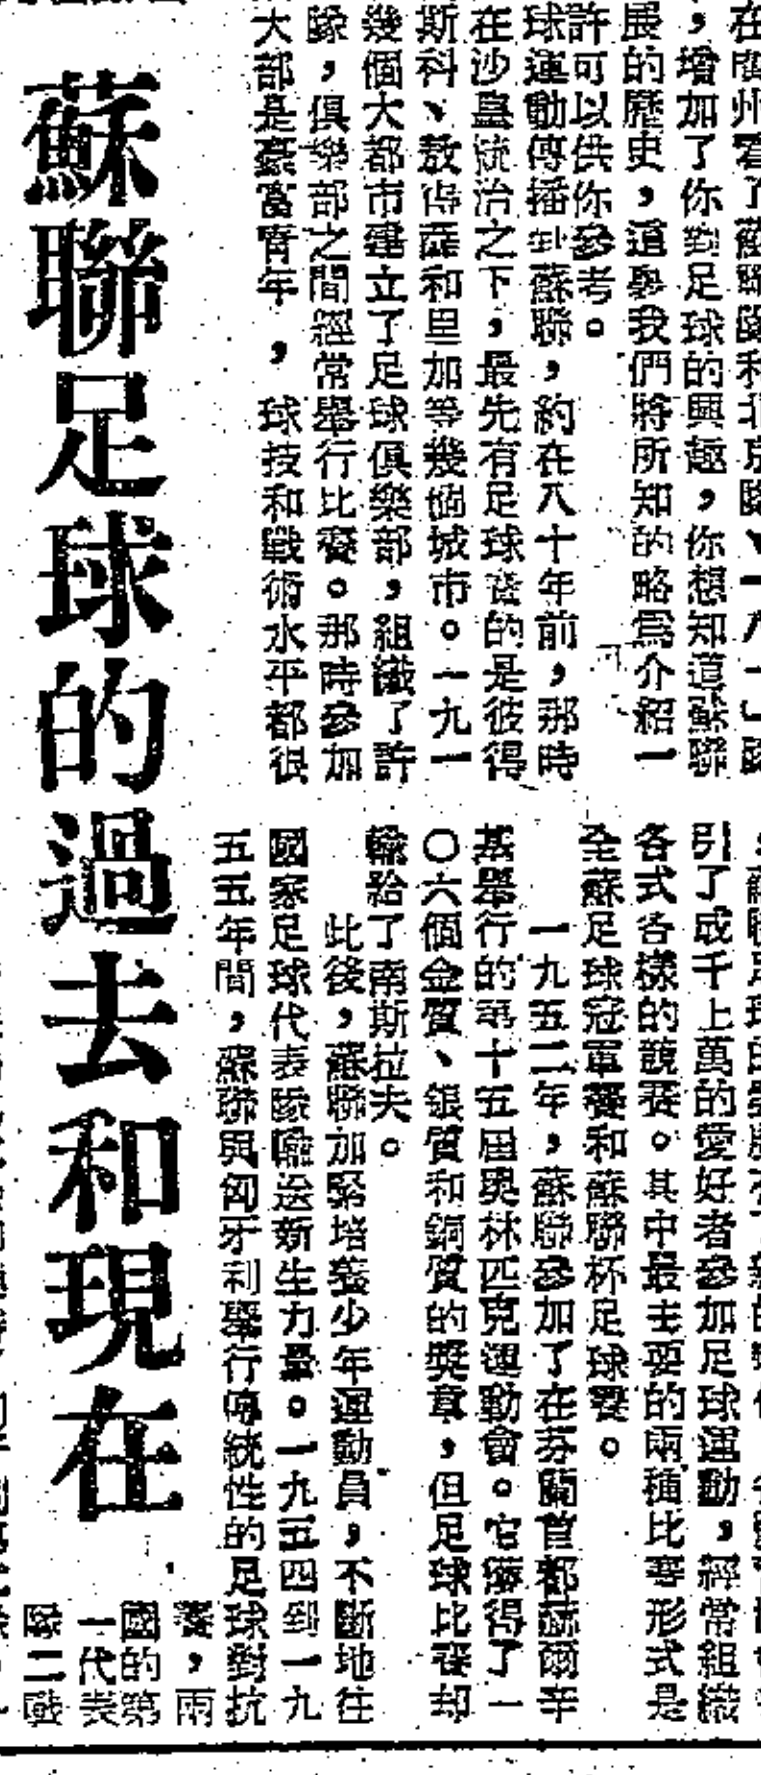 蘇聯足球的過去和現在
在廣州看了蘇聯國和北京隊、一八一」隊
，增加了你對足球的興趣，你想知道蘇聯
展的歷史，這裏我們將所知的略爲介紹一
許可以供你參考。
球運動傳播到蘇聯，約在八十年前，那時
在沙皇統治之下，最先有足球賽的是彼得
斯科、敖得薩和里加等幾個城市。一九一
幾個大都市建立了足球俱樂部，組織了許
隊，俱樂部之間經常舉行比賽。那時參加
大部是豪富靑年，球技和戰術水平都很
引了成千上萬的愛好者參加足球運動，經常組織
各式各樣的競賽。其中最主要的兩種比賽形式是
全蘇足球冠軍賽和蘇聯杯足球賽。
一九五二年，蘇聯參加了在芬蘭首都赫爾辛
基舉行的第十五屆奧林匹克運動會。它獲得了一
〇六個金質、銀質和銅質的獎章，但足球比賽却
輸給了南斯拉夫。
此後，蘇聯加緊培養少年運動員，不斷地往
國家足球代表隊輸送新生力量。一九五四到一九
五五年間，蘇聯與匈牙利舉行傳統性的足球對抗
賽，兩
國的第
一代表
隊二戰